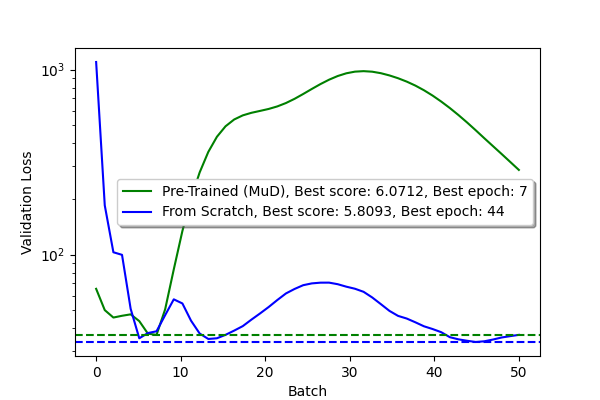 10³
10²
Validation Loss
Pre-Trained (MuD), Best score: 6.0712, Best epoch: 7
From Scratch, Best score: 5.8093, Best epoch: 44
0 10 20 30 40 50
Batch